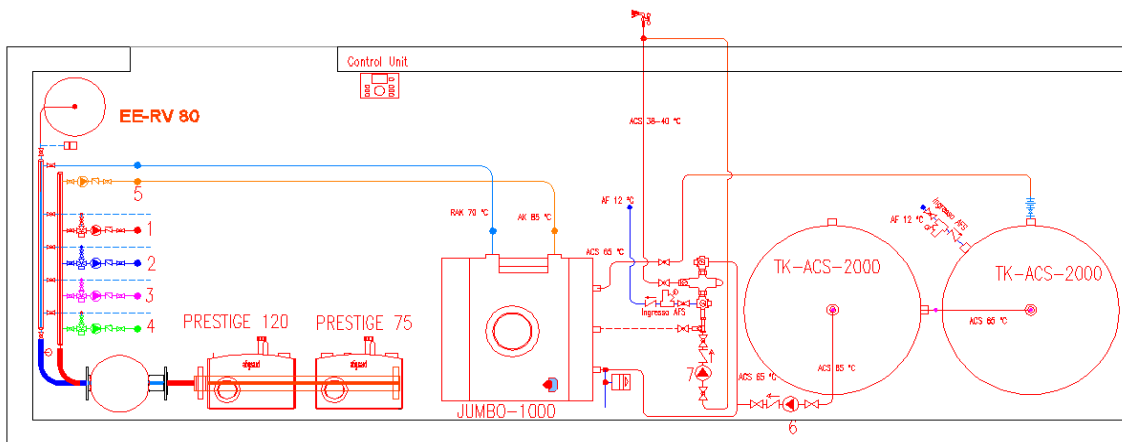 Control Unit
EE-RV 80
5
1
2
3
4
PRESTIGE 120
PRESTIGE 75
RAK 70 °C
AK 85 °C
JUMBO-1000
ACS 65 °C
ACS 38-40 °C
AF 12 °C
Ingresso AFS
7
ACS 65 °C
6
TK-ACS-2000
ACS 65 °C
AF 12 °C
Ingresso AFS
TK-ACS-2000
ACS 65 °C